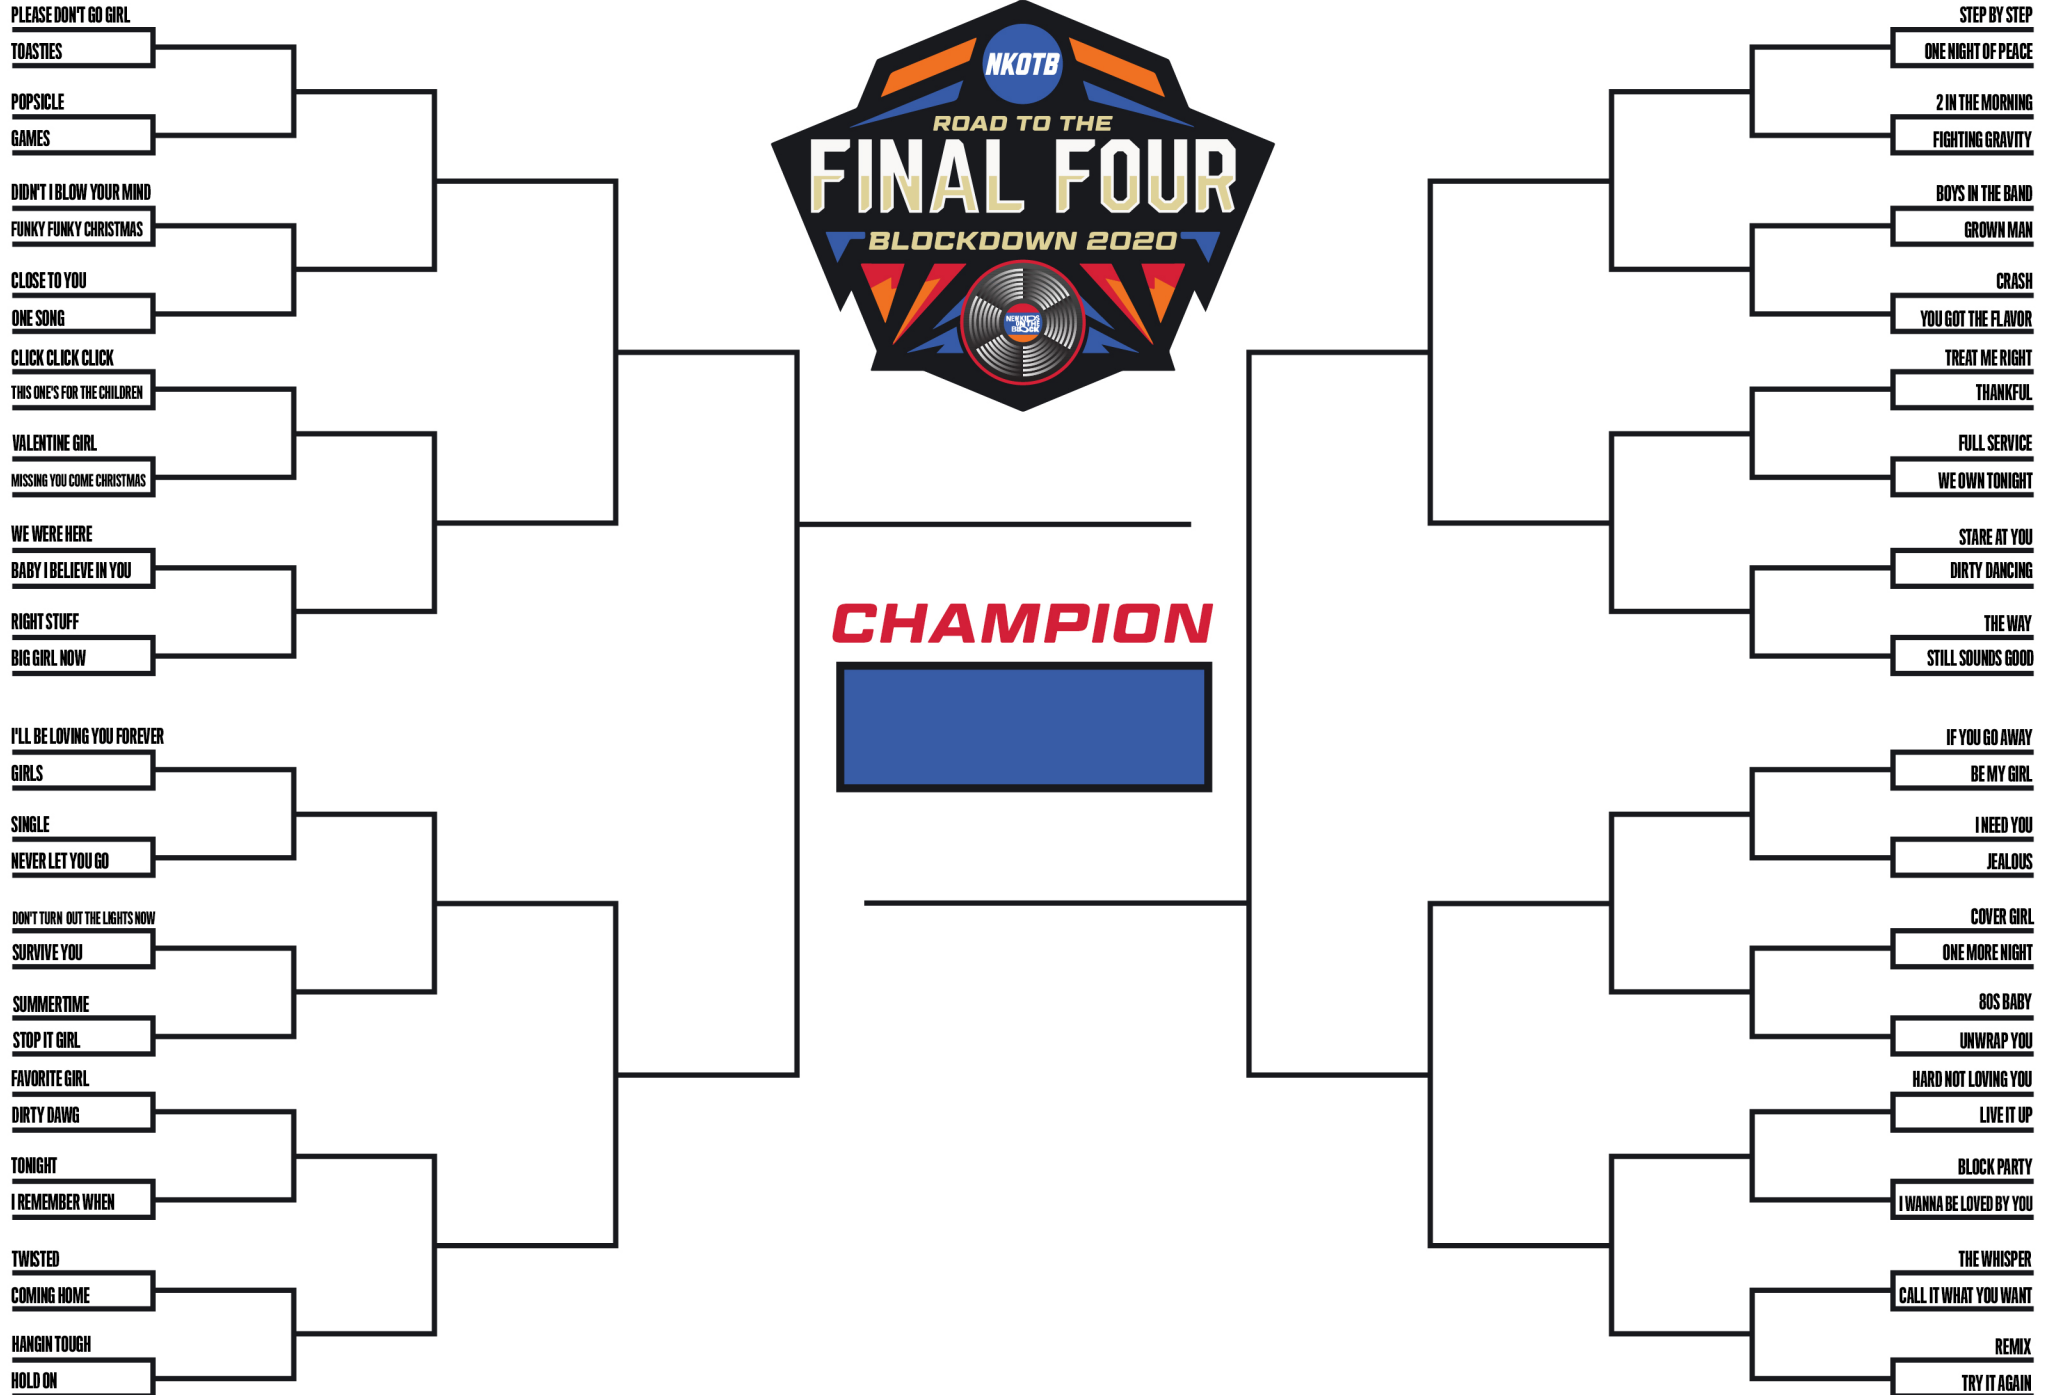 PLEASE DON'T GO GIRL
TOASTIES
POPSICLE
GAMES
DIDN'T I BLOW YOUR MIND
FUNKY FUNKY CHRISTMAS
CLOSE TO YOU
ONE SONG
CLICK CLICK CLICK
THIS ONE'S FOR THE CHILDREN
VALENTINE GIRL
MISSING YOU COME CHRISTMAS
WE WERE HERE
BABY I BELIEVE IN YOU
RIGHT STUFF
BIG GIRL NOW
I'LL BE LOVING YOU FOREVER
GIRLS
SINGLE
NEVER LET YOU GO
DON'T TURN OUT THE LIGHTS NOW
SURVIVE YOU
SUMMERTIME
STOP IT GIRL
FAVORITE GIRL
DIRTY DAWG
TONIGHT
I REMEMBER WHEN
TWISTED
COMING HOME
HANGIN TOUGH
HOLD ON
NKOTB
ROAD TO THE
FINAL FOUR
BLOCKDOWN 2020
NEW KIDS
ON THE
BLOCK
CHAMPION
STEP BY STEP
ONE NIGHT OF PEACE
2 IN THE MORNING
FIGHTING GRAVITY
BOYS IN THE BAND
GROWN MAN
CRASH
YOU GOT THE FLAVOR
TREAT ME RIGHT
THANKFUL
FULL SERVICE
WE OWN TONIGHT
STARE AT YOU
DIRTY DANCING
THE WAY
STILL SOUNDS GOOD
IF YOU GO AWAY
BE MY GIRL
I NEED YOU
JEALOUS
COVER GIRL
ONE MORE NIGHT
80S BABY
UNWRAP YOU
HARD NOT LOVING YOU
LIVE IT UP
BLOCK PARTY
I WANNA BE LOVED BY YOU
THE WHISPER
CALL IT WHAT YOU WANT
REMIX
TRY IT AGAIN